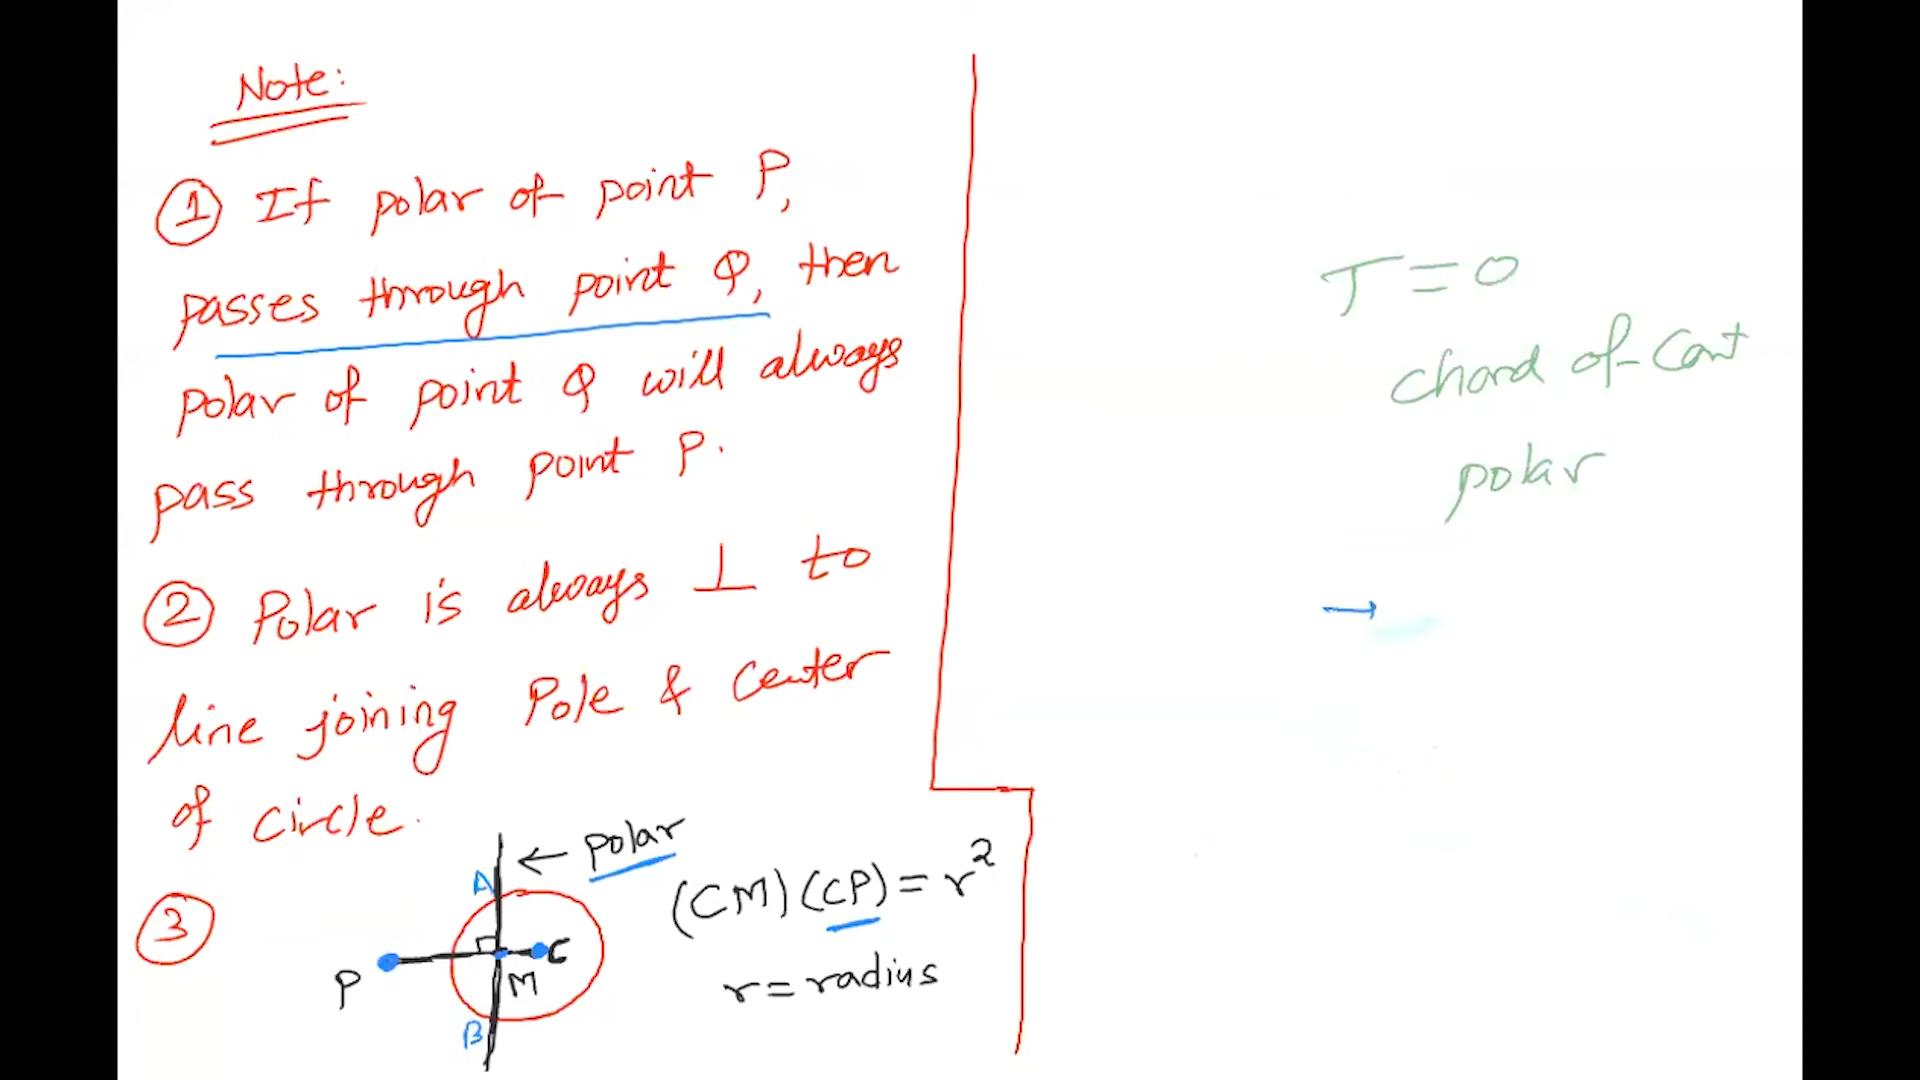 Note:
① If polar of point P,
passes through point Q, then
polar of point Q will always
pass through point P.
② Polar is always ⊥ to
line joining Pole & Center
of circle.
③
← polar
A
P
M
C
B
(CM)(CP) = r²
r = radius
T = 0
chord of Cont
polar
→